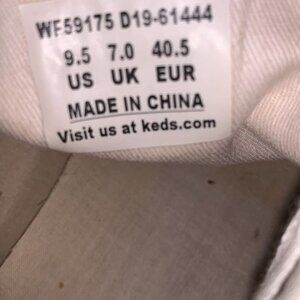 WF59175 D19-61444
9.5 7.0 40.5
US UK EUR
MADE IN CHINA
Visit us at keds.com